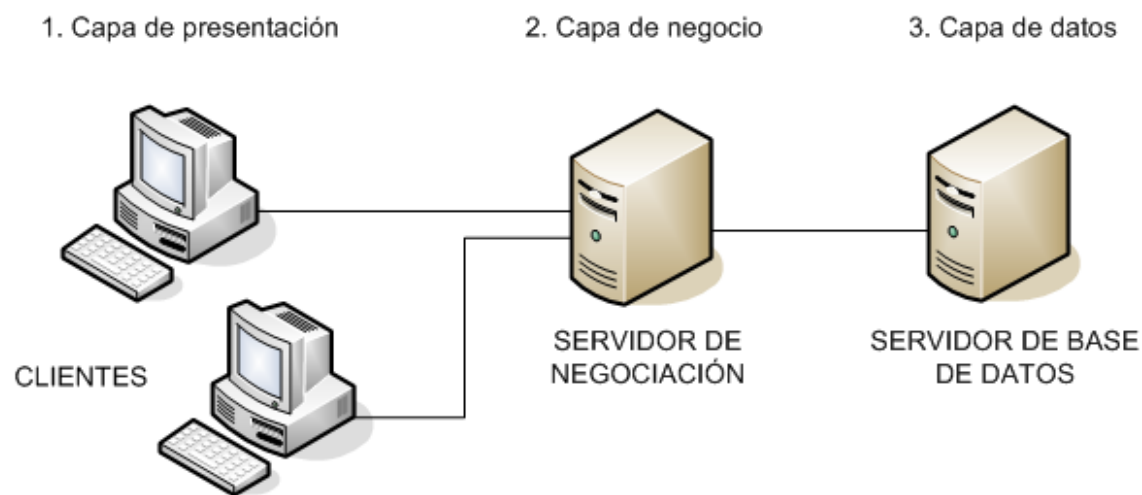 1. Capa de presentación
2. Capa de negocio
3. Capa de datos
CLIENTES
SERVIDOR DE
NEGOCIACIÓN
SERVIDOR DE BASE
DE DATOS